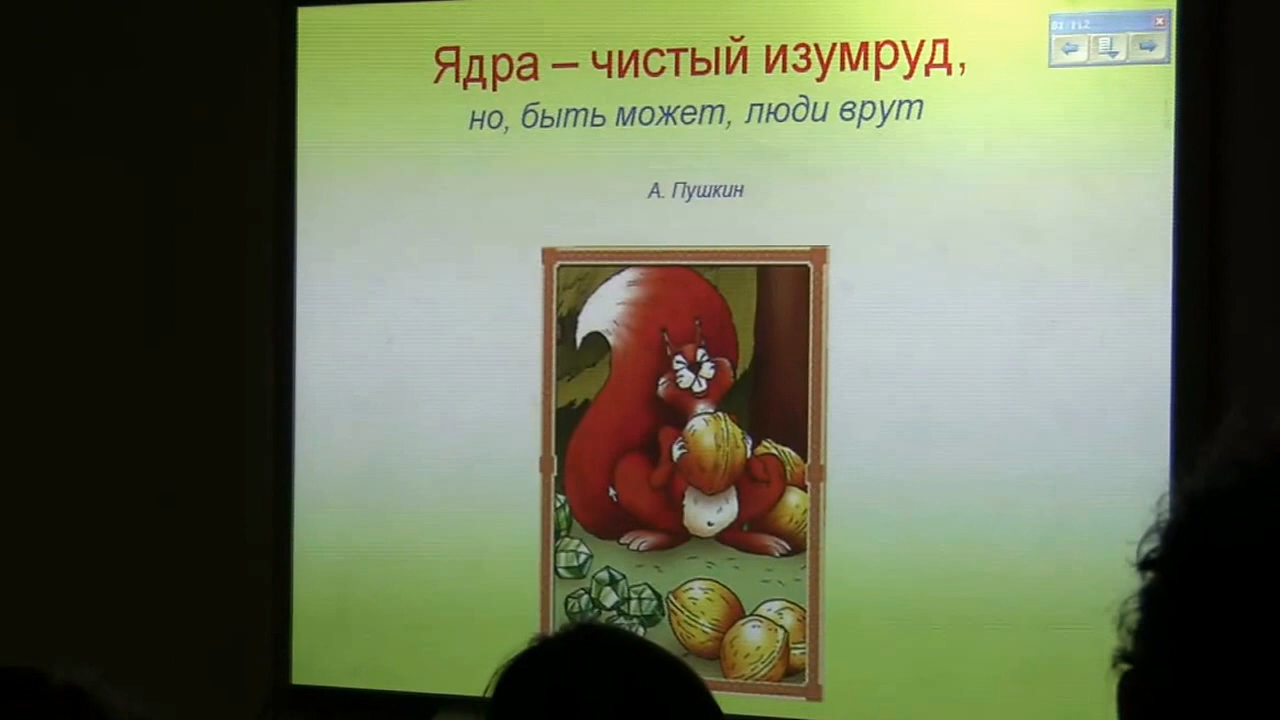 Ядра – чистый изумруд,
но, быть может, люди врут
А. Пушкин